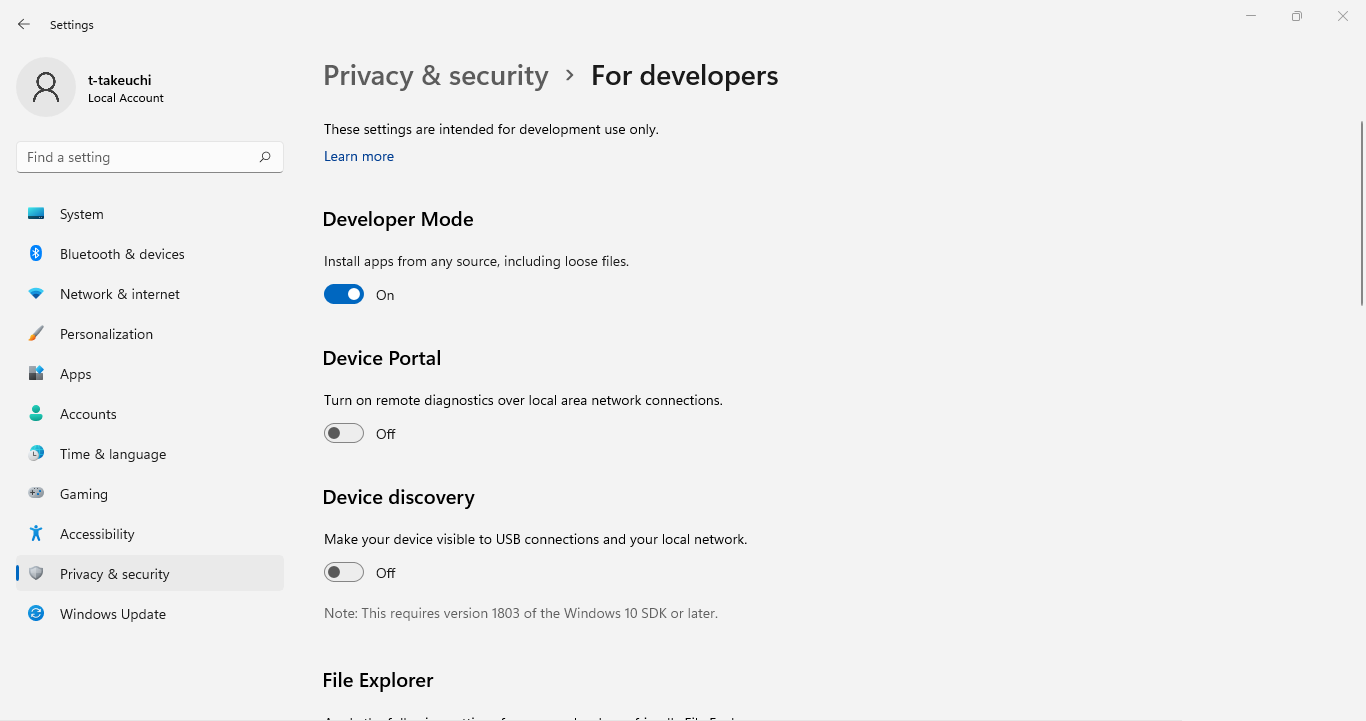 Settings
t-takeuchi
Local Account
Find a setting
System
Bluetooth & devices
Network & internet
Personalization
Apps
Accounts
Time & language
Gaming
Accessibility
Privacy & security
Windows Update
Privacy & security > For developers
These settings are intended for development use only.
Learn more
Developer Mode
Install apps from any source, including loose files.
On
Device Portal
Turn on remote diagnostics over local area network connections.
Off
Device discovery
Make your device visible to USB connections and your local network.
Off
Note: This requires version 1803 of the Windows 10 SDK or later.
File Explorer